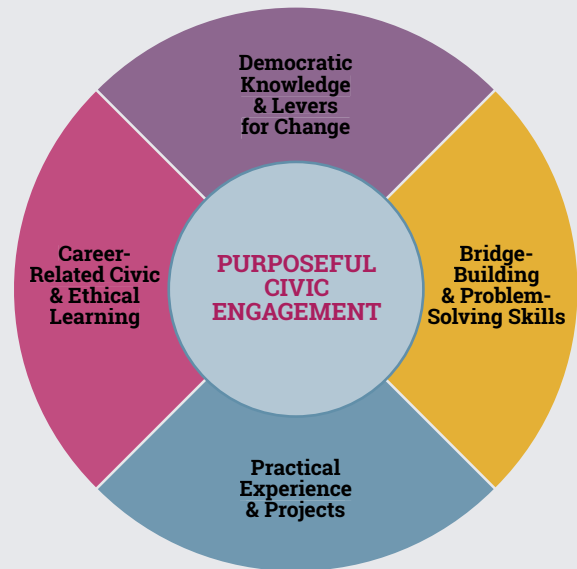 Democratic
Knowledge
& Levers
for Change
Career-
Related Civic
& Ethical
Learning
PURPOSEFUL
CIVIC
ENGAGEMENT
Bridge-
Building
& Problem-
Solving Skills
Practical
Experience
& Projects